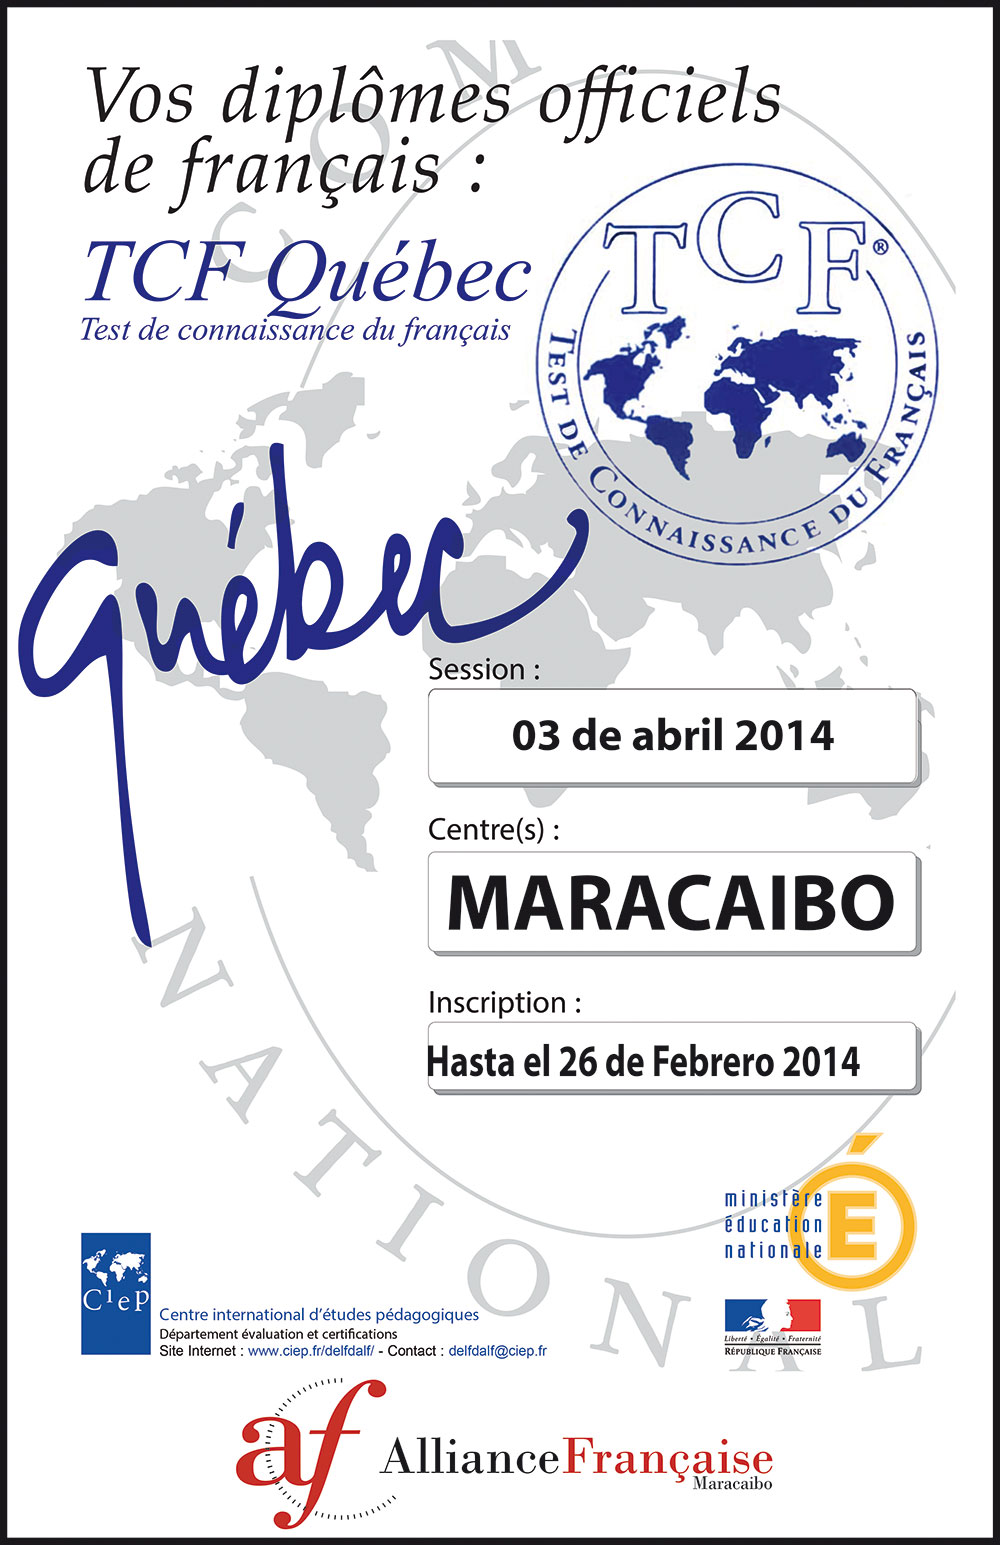 Vos diplômes officiels
de français :
TCF Québec
Test de connaissance du français
TCF®
TEST DE CONNAISSANCE DU FRANÇAIS
COM
québec
Session :
03 de abril 2014
Centre(s) :
MARACAIBO
Inscription :
Hasta el 26 de Febrero 2014
NATIONAL
ministère
éducation
nationale
É
CIEP
Centre international d'études pédagogiques
Département évaluation et certifications
Site Internet : www.ciep.fr/delfdalf/ - Contact : delfdalf@ciep.fr
Liberté • Égalité • Fraternité
RÉPUBLIQUE FRANÇAISE
af
AllianceFrançaise
Maracaibo